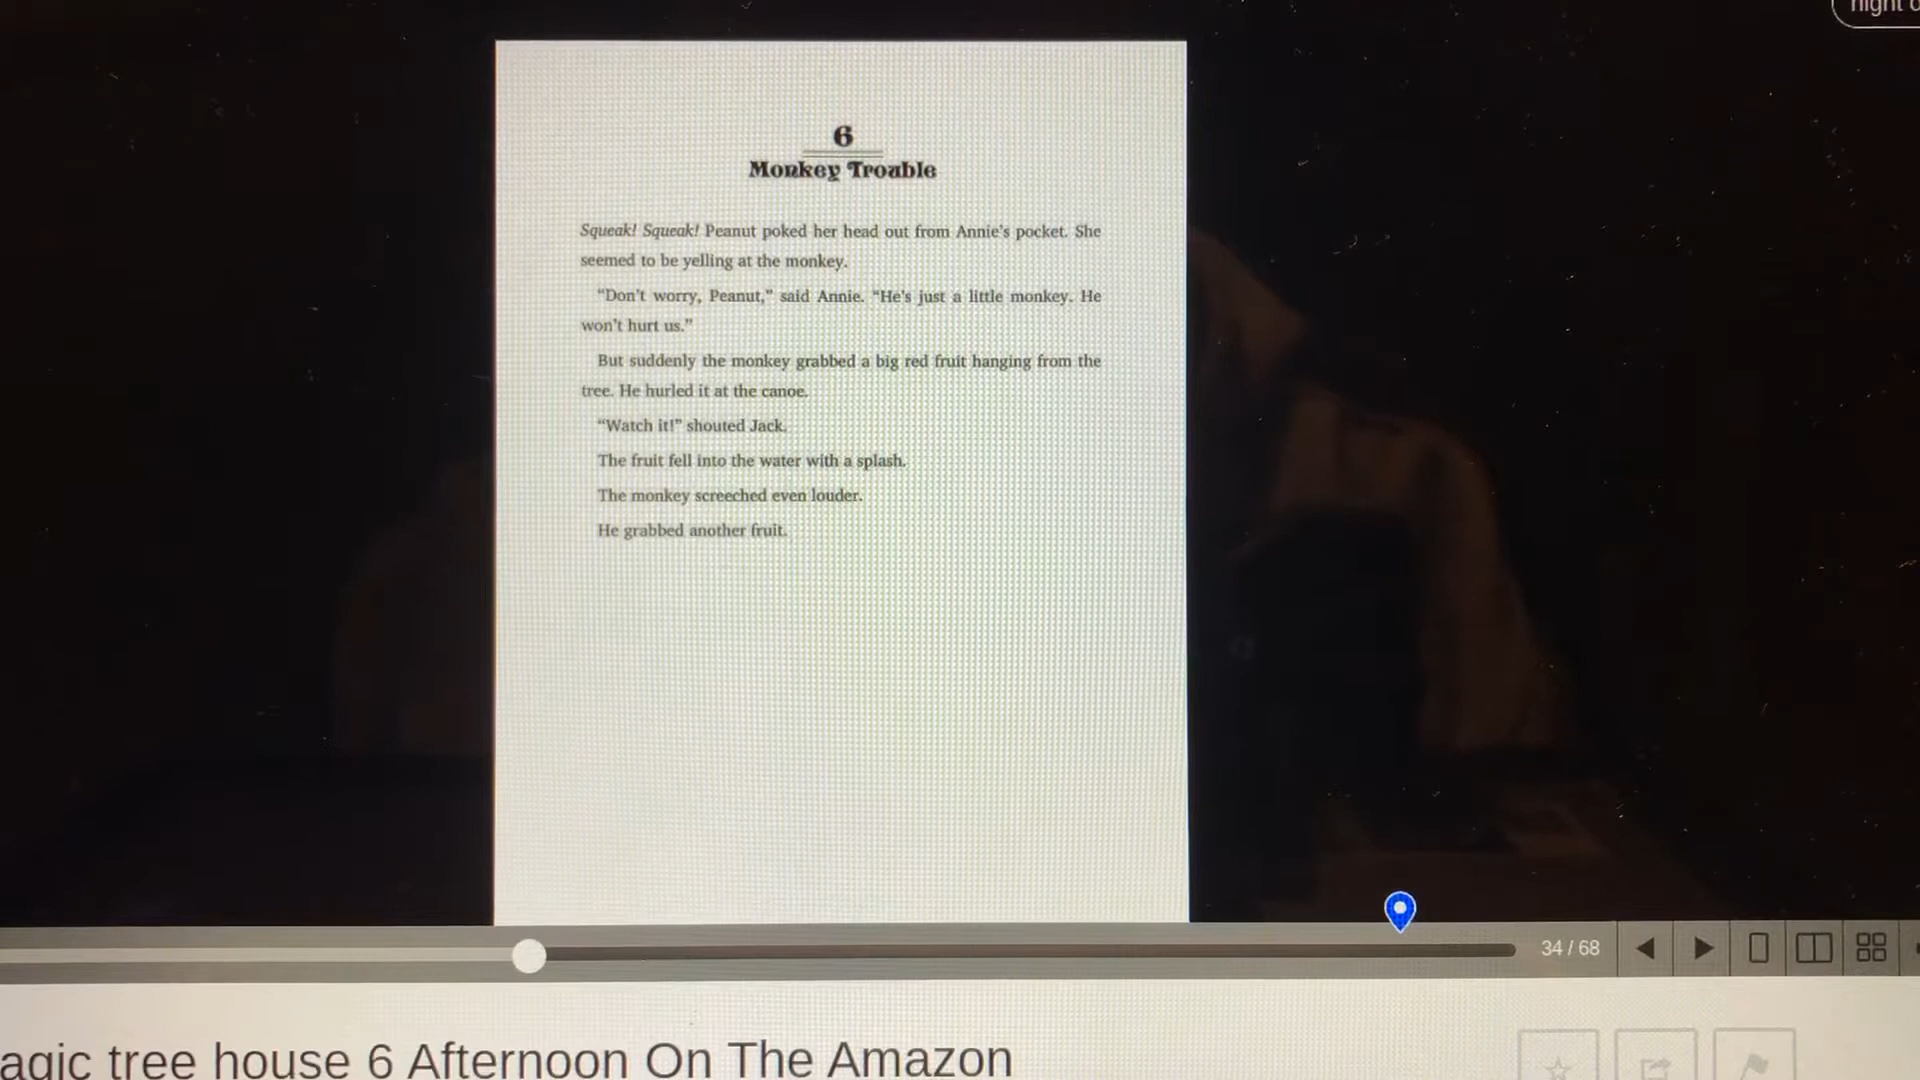 6
Monkey Trouble
Squeak! Squeak! Peanut poked her head out from Annie's pocket. She
seemed to be yelling at the monkey.
“Don't worry, Peanut,” said Annie. “He's just a little monkey. He
won't hurt us.”
But suddenly the monkey grabbed a big red fruit hanging from the
tree. He hurled it at the canoe.
“Watch it!” shouted Jack.
The fruit fell into the water with a splash.
The monkey screeched even louder.
He grabbed another fruit.
34 / 68
agic tree house 6 Afternoon On The Amazon